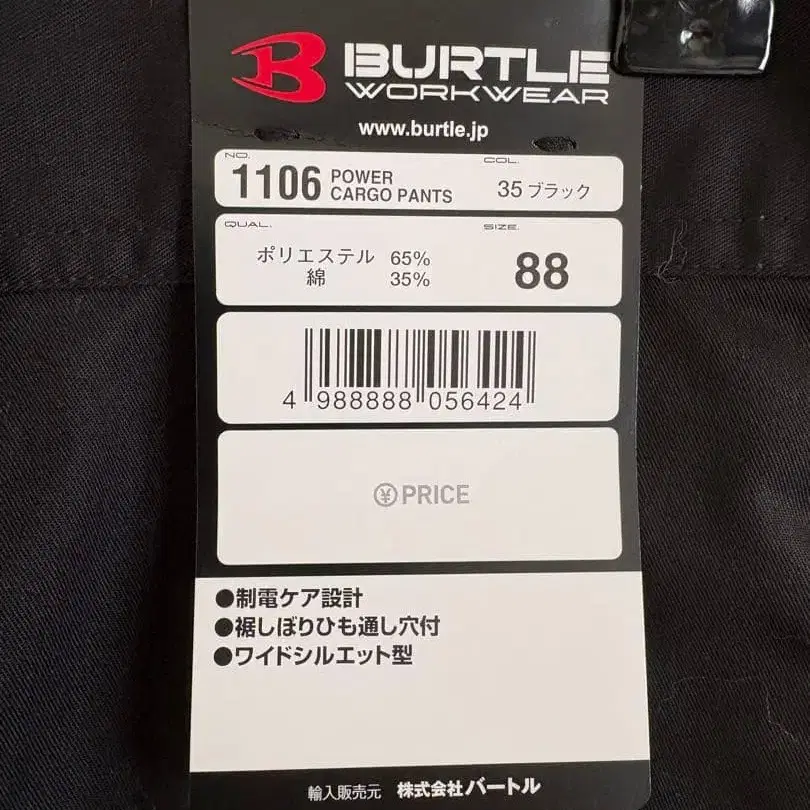 BURTLE
WORKWEAR
www.burtle.jp
NO.
1106 POWER CARGO PANTS
COL.
35 ブラック
QUAL.
ポリエステル 65%
綿 35%
SIZE.
88
4 988888 056424
¥ PRICE
●制電ケア設計
●裾しぼりひも通し穴付
●ワイドシルエット型
輸入販売元 株式会社バートル